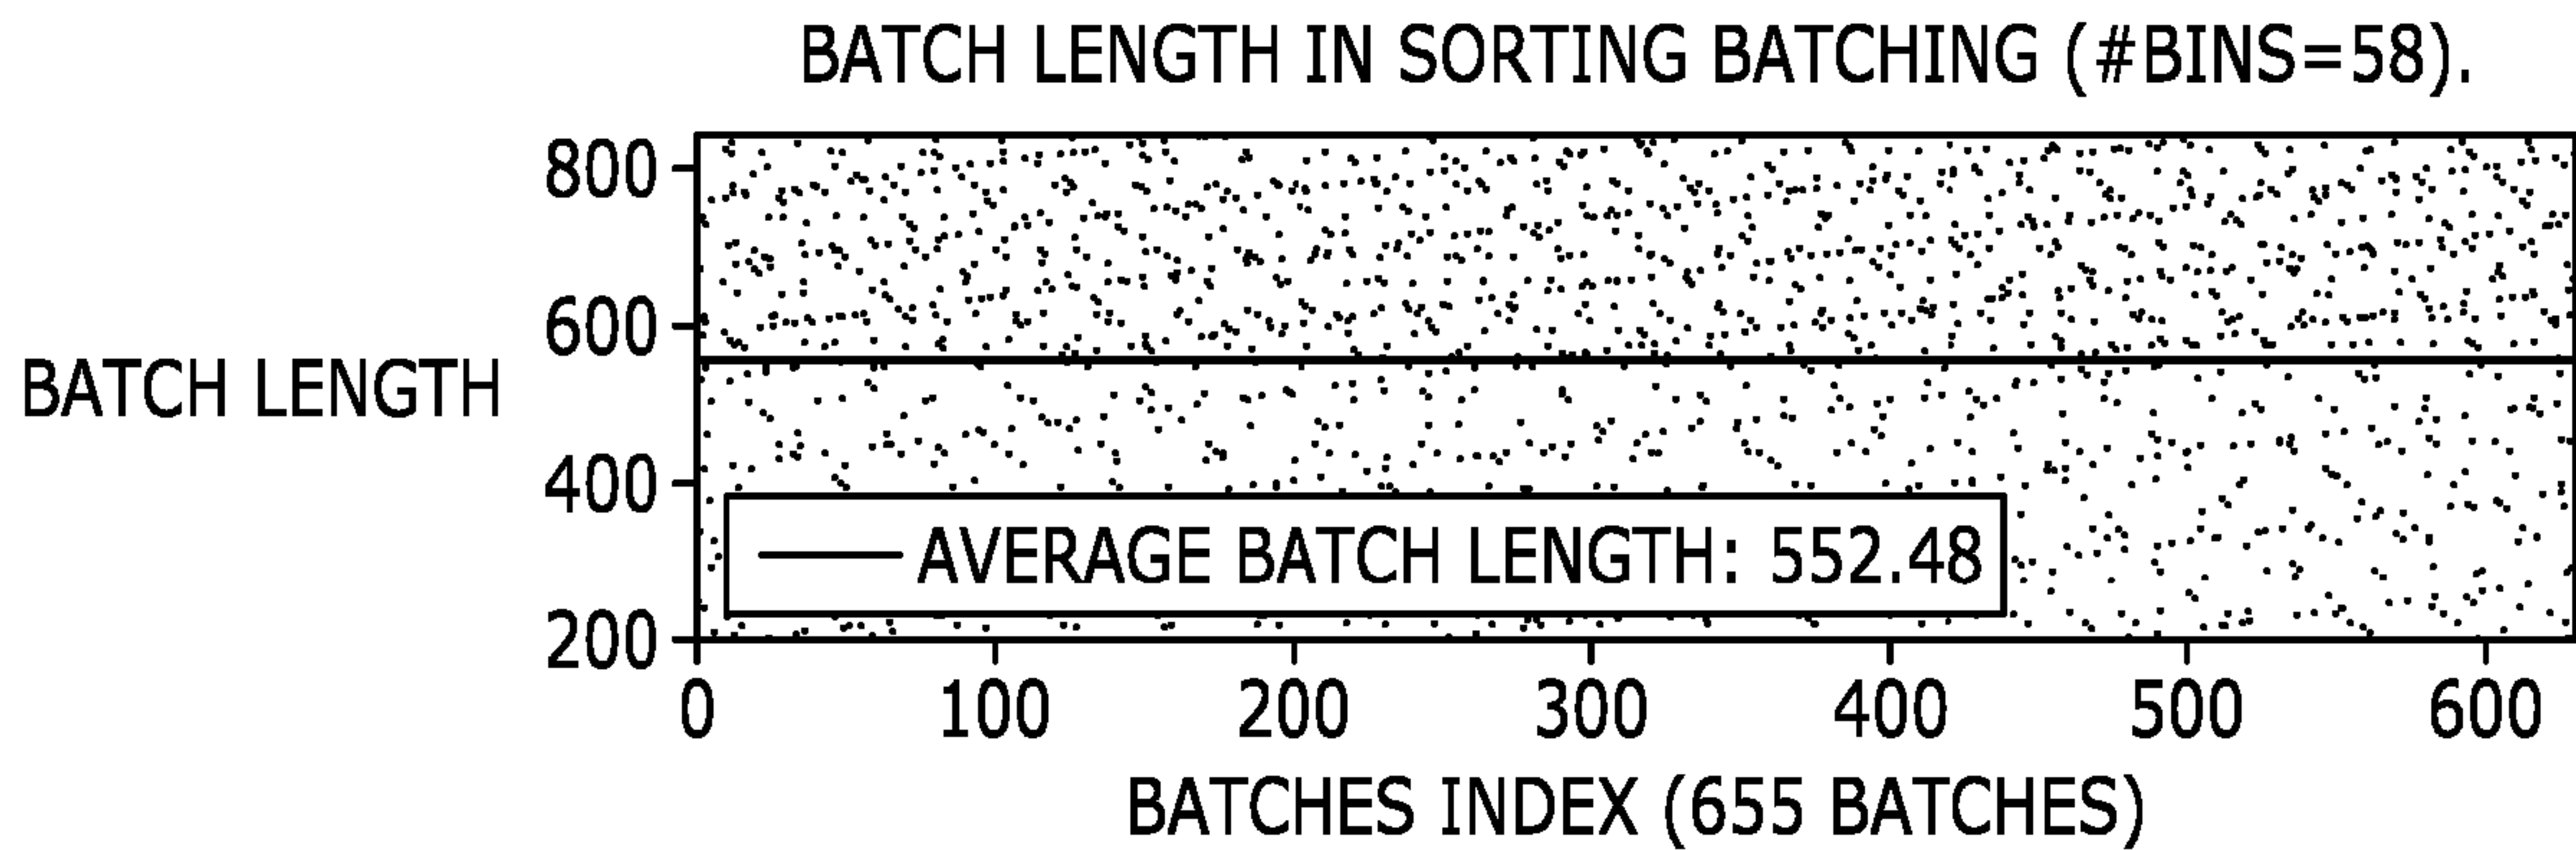 BATCH LENGTH IN SORTING BATCHING (#BINS=58).
800
600
BATCH LENGTH
400
AVERAGE BATCH LENGTH: 552.48
200
0 100 200 300 400 500 600
BATCHES INDEX (655 BATCHES)